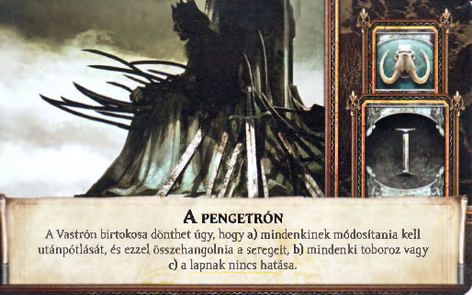 A PENGETRÓN
A Vastrón birtokosa dönthet úgy, hogy a) mindenkinek módosítania kell
utánpótlását, és ezzel összehangolnia a seregeit, b) mindenki toboroz vagy
c) a lapnak nincs hatása.